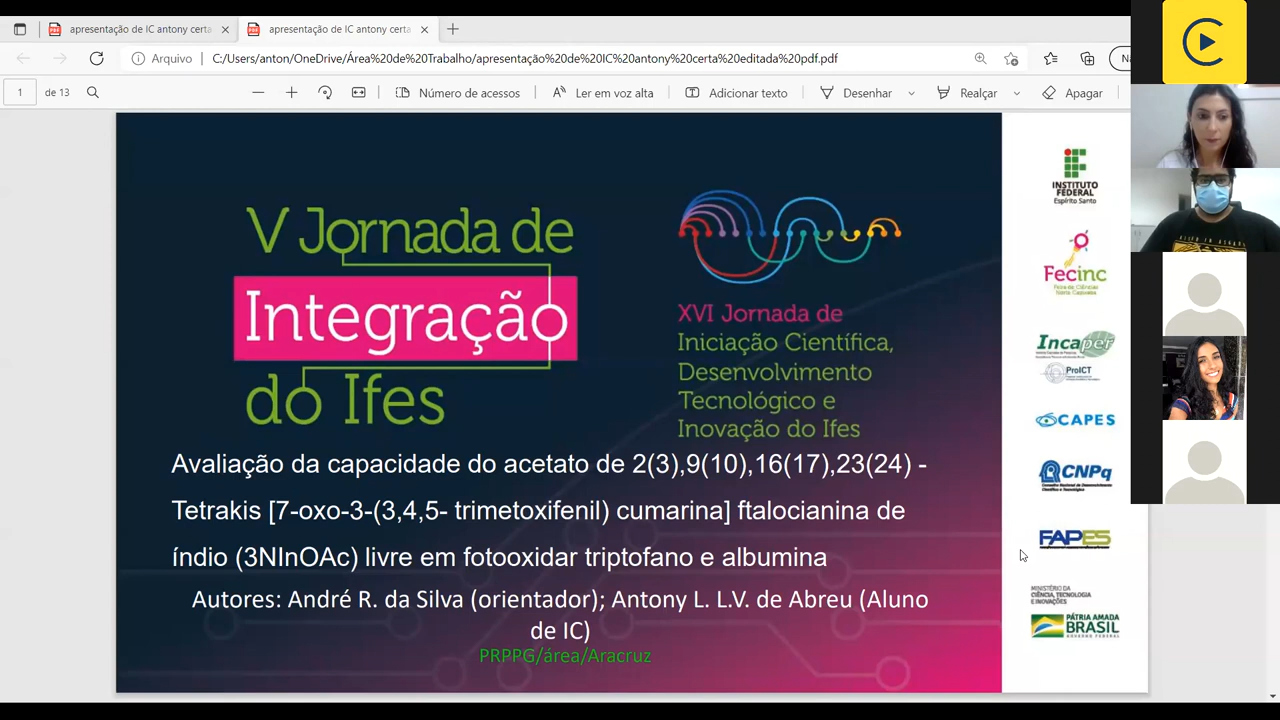 apresentação de IC antony certa
apresentação de IC antony certa
Arquivo
C:/Users/anton/OneDrive/Área%20de%20trabalho/apresentação%20de%20IC%20antony%20certa%20editada%20pdf.pdf
1 de 13
Número de acessos
Ler em voz alta
Adicionar texto
Desenhar
Realçar
Apagar
V Jornada de
Integração
do Ifes
XVI Jornada de
Iniciação Científica,
Desenvolvimento
Tecnológico e
Inovação do Ifes
Avaliação da capacidade do acetato de 2(3),9(10),16(17),23(24) -
Tetrakis [7-oxo-3-(3,4,5- trimetoxifenil) cumarina] ftalocianina de
índio (3NInOAc) livre em fotooxidar triptofano e albumina
Autores: André R. da Silva (orientador); Antony L. L.V. de Abreu (Aluno
de IC)
PRPPG/área/Aracruz
INSTITUTO
FEDERAL
Espírito Santo
Fecinc
Incaper
ProICT
CAPES
CNPq
FAPES
MINISTÉRIO DA
CIÊNCIA, TECNOLOGIA
E INOVAÇÕES
PÁTRIA AMADA
BRASIL
GOVERNO FEDERAL